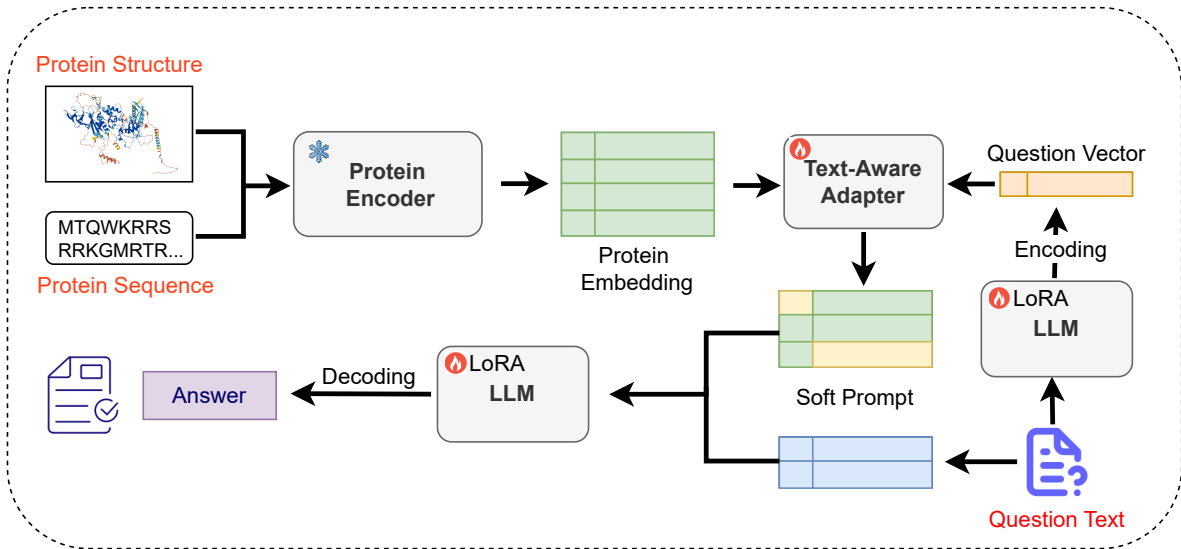 Protein Structure
MTQWKRRS
RRKGMRTR...
Protein Sequence
Protein
Encoder
Protein
Embedding
Text-Aware
Adapter
Question Vector
Encoding
LoRA
LLM
Soft Prompt
Question Text
LoRA
LLM
Decoding
Answer